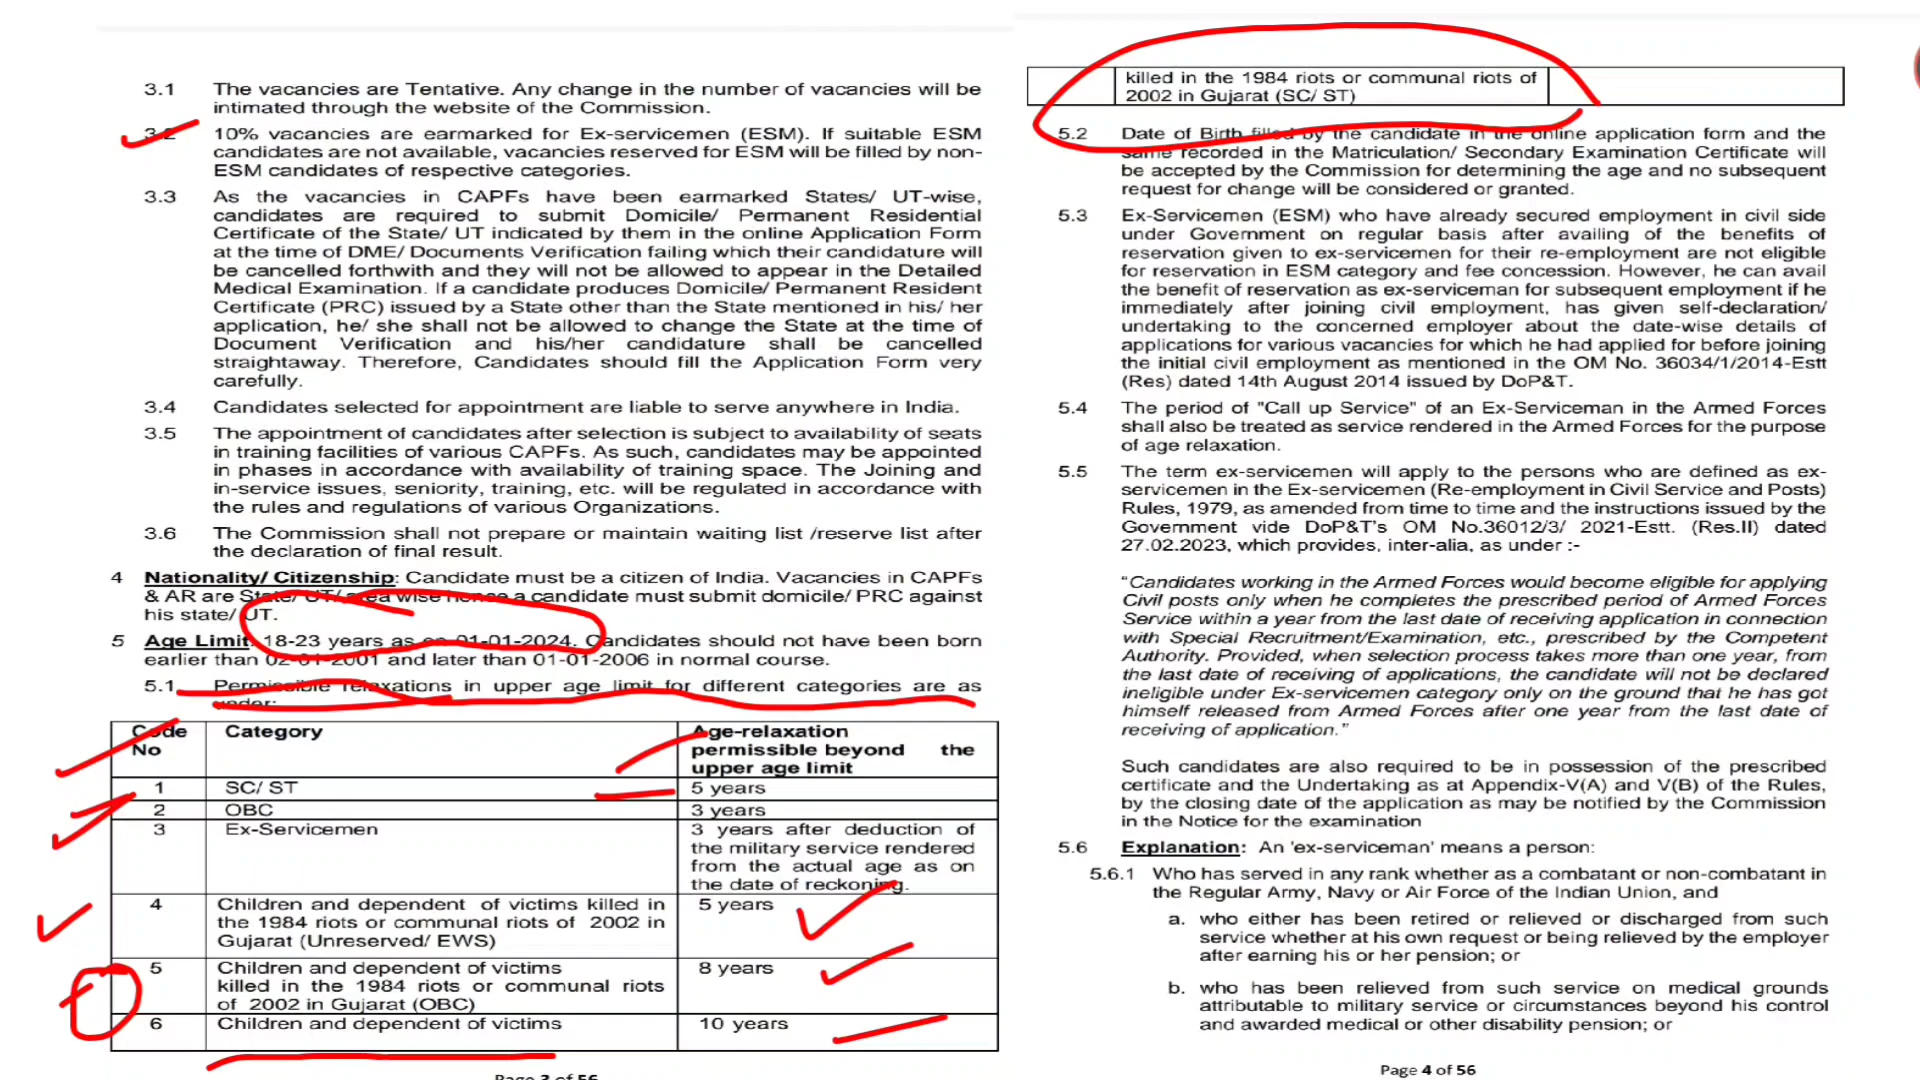 3.1 The vacancies are Tentative. Any change in the number of vacancies will be
intimated through the website of the Commission.
3.2 10% vacancies are earmarked for Ex-servicemen (ESM). If suitable ESM
candidates are not available, vacancies reserved for ESM will be filled by non-
ESM candidates of respective categories.
3.3 As the vacancies in CAPFs have been earmarked States/ UT-wise,
candidates are required to submit Domicile/ Permanent Residential
Certificate of the State/ UT indicated by them in the online Application Form
at the time of DME/ Documents Verification failing which their candidature will
be cancelled forthwith and they will not be allowed to appear in the Detailed
Medical Examination. If a candidate produces Domicile/ Permanent Resident
Certificate (PRC) issued by a State other than the State mentioned in his/ her
application, he/ she shall not be allowed to change the State at the time of
Document Verification and his/her candidature shall be cancelled
straightaway. Therefore, Candidates should fill the Application Form very
carefully.
3.4 Candidates selected for appointment are liable to serve anywhere in India.
3.5 The appointment of candidates after selection is subject to availability of seats
in training facilities of various CAPFs. As such, candidates may be appointed
in phases in accordance with availability of training space. The Joining and
in-service issues, seniority, training, etc. will be regulated in accordance with
the rules and regulations of various Organizations.
3.6 The Commission shall not prepare or maintain waiting list /reserve list after
the declaration of final result.
4 Nationality/ Citizenship: Candidate must be a citizen of India. Vacancies in CAPFs
& AR are State/ UT/ area wise hence a candidate must submit domicile/ PRC against
his state/ UT.
5 Age Limit: 18-23 years as on 01-01-2024. Candidates should not have been born
earlier than 02-01-2001 and later than 01-01-2006 in normal course.
5.1 Permissible relaxations in upper age limit for different categories are as
under:
Code No Category Age-relaxation permissible beyond the upper age limit
1 SC/ ST 5 years
2 OBC 3 years
3 Ex-Servicemen 3 years after deduction of
the military service rendered
from the actual age as on
the date of reckoning.
4 Children and dependent of victims killed in 5 years
the 1984 riots or communal riots of 2002 in
Gujarat (Unreserved/ EWS)
5 Children and dependent of victims 8 years
killed in the 1984 riots or communal riots
of 2002 in Gujarat (OBC)
6 Children and dependent of victims 10 years
Page 3 of 56
killed in the 1984 riots or communal riots of
2002 in Gujarat (SC/ ST)
5.2 Date of Birth filled by the candidate in the online application form and the
same recorded in the Matriculation/ Secondary Examination Certificate will
be accepted by the Commission for determining the age and no subsequent
request for change will be considered or granted.
5.3 Ex-Servicemen (ESM) who have already secured employment in civil side
under Government on regular basis after availing of the benefits of
reservation given to ex-servicemen for their re-employment are not eligible
for reservation in ESM category and fee concession. However, he can avail
the benefit of reservation as ex-serviceman for subsequent employment if he
immediately after joining civil employment, has given self-declaration/
undertaking to the concerned employer about the date-wise details of
applications for various vacancies for which he had applied for before joining
the initial civil employment as mentioned in the OM No. 36034/1/2014-Estt
(Res) dated 14th August 2014 issued by DoP&T.
5.4 The period of "Call up Service" of an Ex-Serviceman in the Armed Forces
shall also be treated as service rendered in the Armed Forces for the purpose
of age relaxation.
5.5 The term ex-servicemen will apply to the persons who are defined as ex-
servicemen in the Ex-servicemen (Re-employment in Civil Service and Posts)
Rules, 1979, as amended from time to time and the instructions issued by the
Government vide DoP&T's OM No.36012/3/ 2021-Estt. (Res.II) dated
27.02.2023, which provides, inter-alia, as under :-
"Candidates working in the Armed Forces would become eligible for applying
Civil posts only when he completes the prescribed period of Armed Forces
Service within a year from the last date of receiving application in connection
with Special Recruitment/Examination, etc., prescribed by the Competent
Authority. Provided, when selection process takes more than one year, from
the last date of receiving of applications, the candidate will not be declared
ineligible under Ex-servicemen category only on the ground that he has got
himself released from Armed Forces after one year from the last date of
receiving of application."
Such candidates are also required to be in possession of the prescribed
certificate and the Undertaking as at Appendix-V(A) and V(B) of the Rules,
by the closing date of the application as may be notified by the Commission
in the Notice for the examination
5.6 Explanation: An 'ex-serviceman' means a person:
5.6.1 Who has served in any rank whether as a combatant or non-combatant in
the Regular Army, Navy or Air Force of the Indian Union, and
a. who either has been retired or relieved or discharged from such
service whether at his own request or being relieved by the employer
after earning his or her pension; or
b. who has been relieved from such service on medical grounds
attributable to military service or circumstances beyond his control
and awarded medical or other disability pension; or
Page 4 of 56